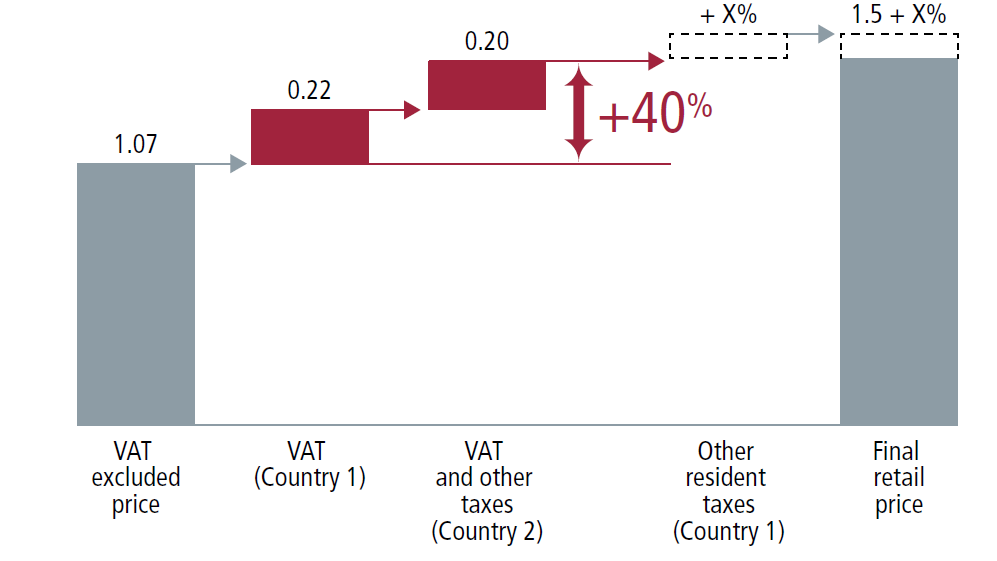 + X%
1.5 + X%
0.20
0.22
+40%
1.07
VAT
excluded
price
VAT
(Country 1)
VAT
and other
taxes
(Country 2)
Other
resident
taxes
(Country 1)
Final
retail
price